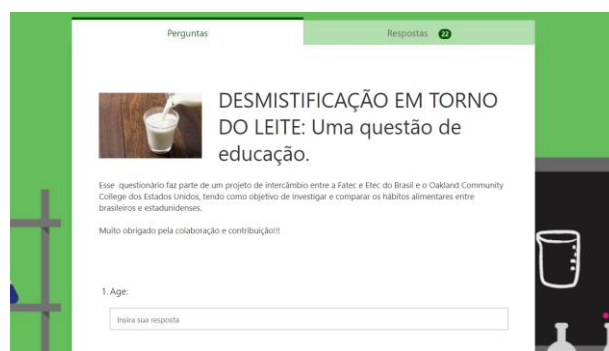 Perguntas
Respostas 22
DESMISTIFICAÇÃO EM TORNO
DO LEITE: Uma questão de
educação.
Esse questionário faz parte de um projeto de intercâmbio entre a Fatec e Etec do Brasil e o Oakland Community
College dos Estados Unidos, tendo como objetivo de investigar e comparar os hábitos alimentares entre
brasileiros e estadunidenses.
Muito obrigado pela colaboração e contribuição!!!
1. Age:
Insira sua resposta